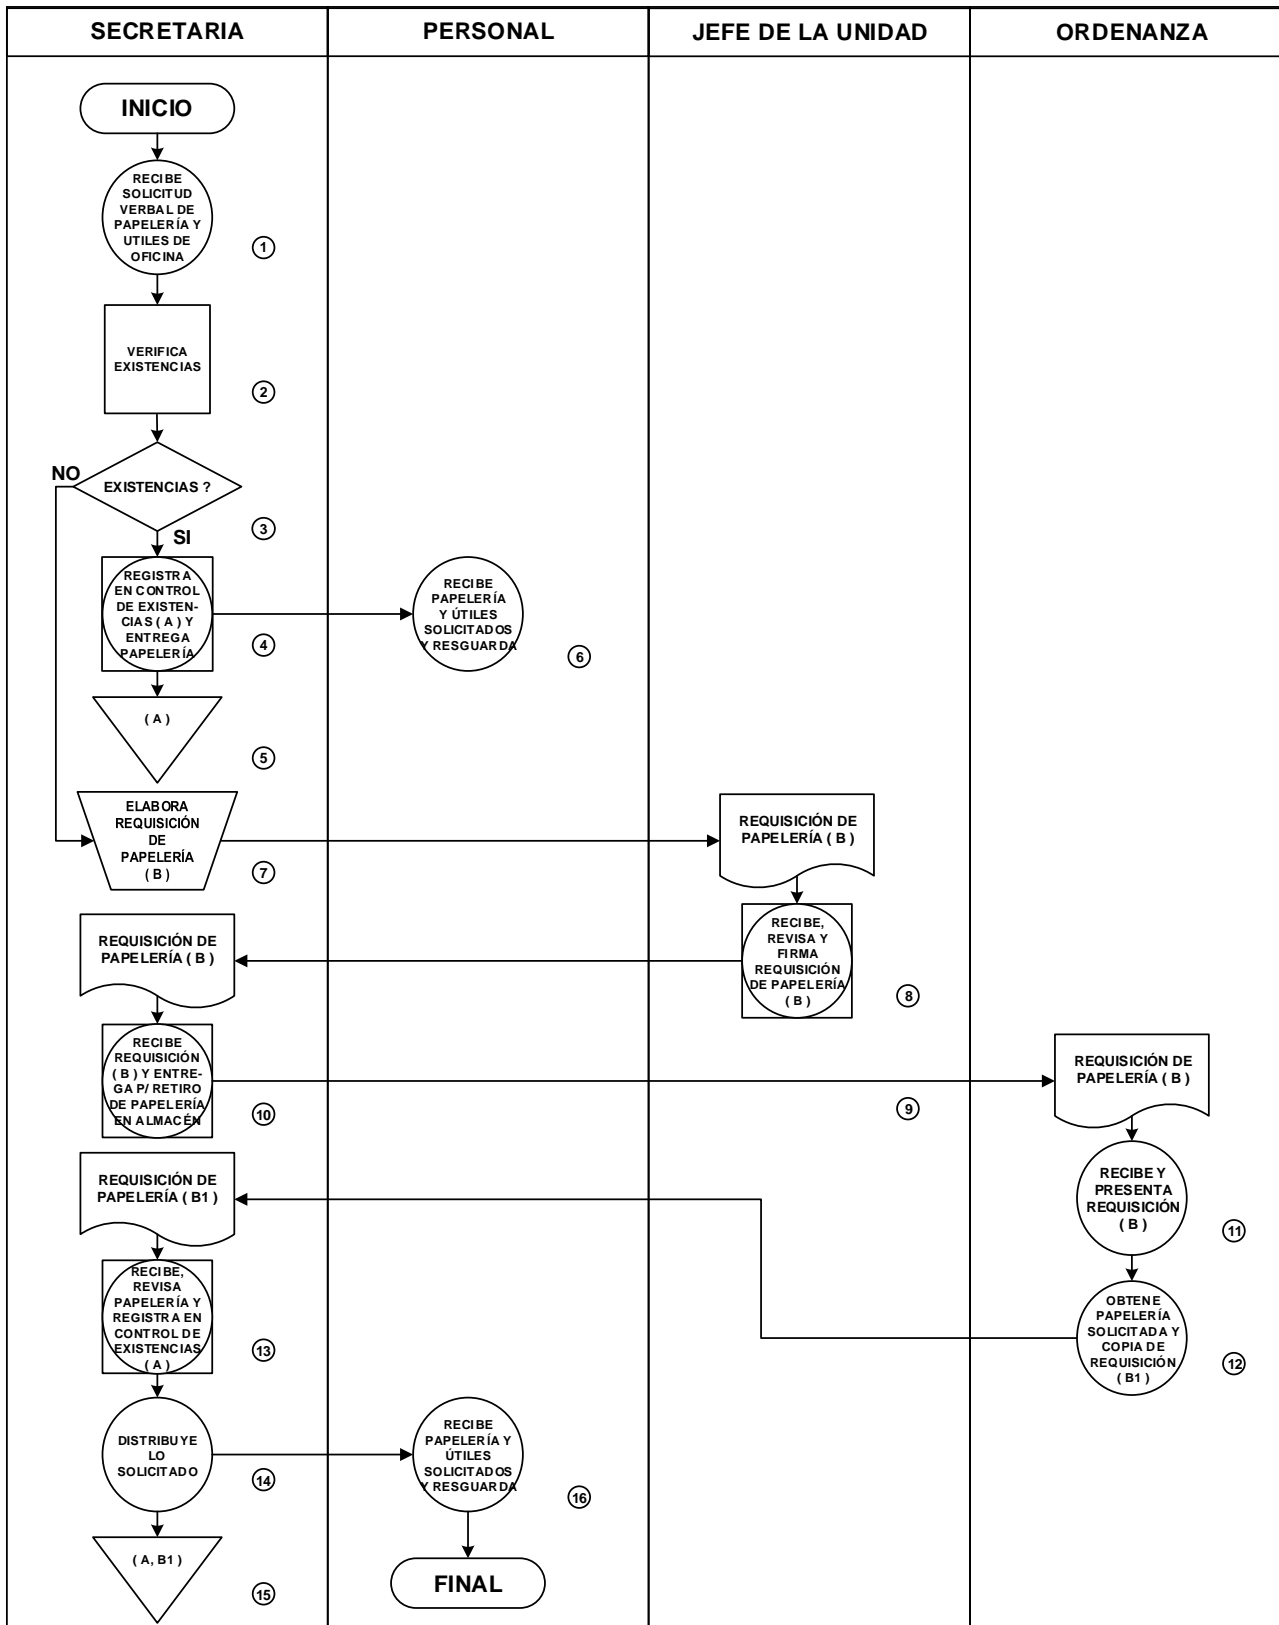 SECRETARIA
PERSONAL
JEFE DE LA UNIDAD
ORDENANZA
INICIO
RECIBE
SOLICITUD
VERBAL DE
PAPELERÍA Y
UTILES DE
OFICINA
1
VERIFICA
EXISTENCIAS
2
NO
EXISTENCIAS ?
3
SI
REGISTRA
EN CONTROL
DE EXISTEN-
CIAS ( A ) Y
ENTREGA
PAPELERÍA
4
RECIBE
PAPELERÍA
Y ÚTILES
SOLICITADOS
Y RESGUARDA
6
( A )
5
ELABORA
REQUISICIÓN
DE
PAPELERÍA
( B )
7
REQUISICIÓN DE
PAPELERÍA ( B )
RECIBE,
REVISA Y
FIRMA
REQUISICIÓN
DE PAPELERÍA
( B )
8
REQUISICIÓN DE
PAPELERÍA ( B )
RECIBE
REQUISICIÓN
( B ) Y ENTRE-
GA P/ RETIRO
DE PAPELERÍA
EN ALMACÉN
10
9
REQUISICIÓN DE
PAPELERÍA ( B )
RECIBE Y
PRESENTA
REQUISICIÓN
( B )
11
OBTENE
PAPELERÍA
SOLICITADA Y
COPIA DE
REQUISICIÓN
( B1 )
12
REQUISICIÓN DE
PAPELERÍA ( B1 )
RECIBE,
REVISA
PAPELERÍA Y
REGISTRA EN
CONTROL DE
EXISTENCIAS
( A )
13
DISTRIBUYE
LO
SOLICITADO
14
RECIBE
PAPELERÍA Y
ÚTILES
SOLICITADOS
Y RESGUARDA
16
( A, B1 )
15
FINAL